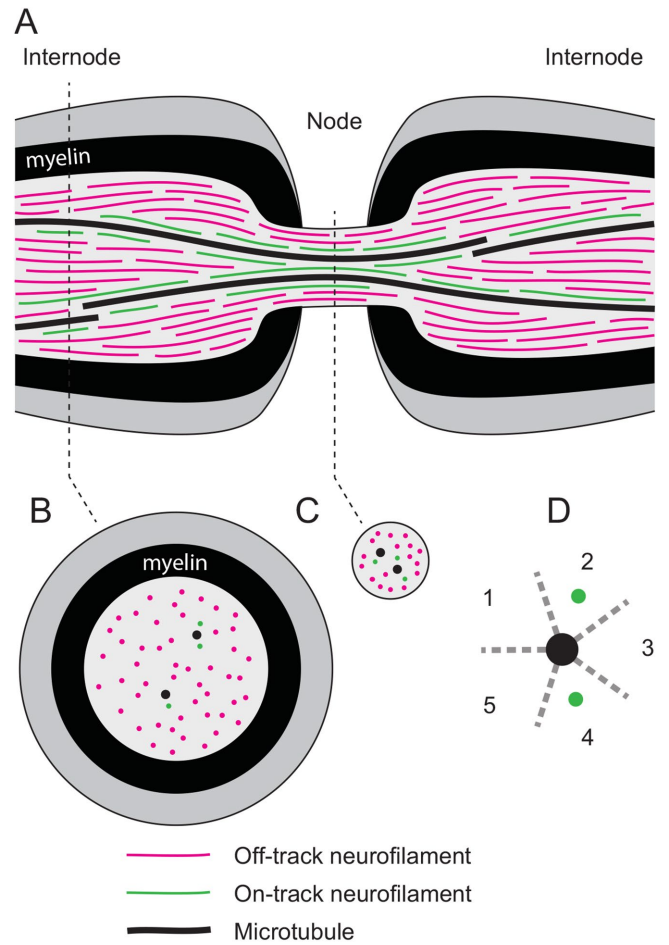 A
Internode
Internode
Node
myelin
B
C
D
myelin
1
2
3
4
5
Off-track neurofilament
On-track neurofilament
Microtubule